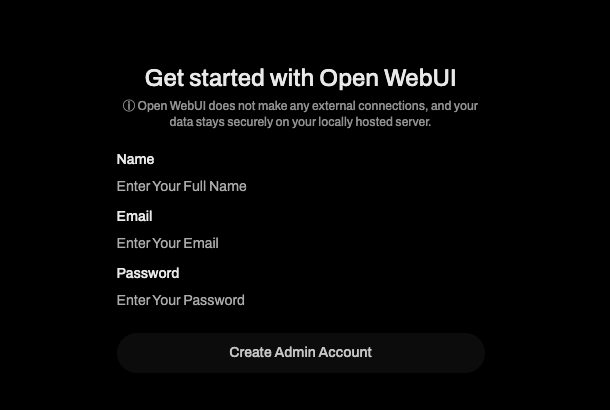 Get started with Open WebUI
ⓘ Open WebUI does not make any external connections, and your
data stays securely on your locally hosted server.
Name
Enter Your Full Name
Email
Enter Your Email
Password
Enter Your Password
Create Admin Account